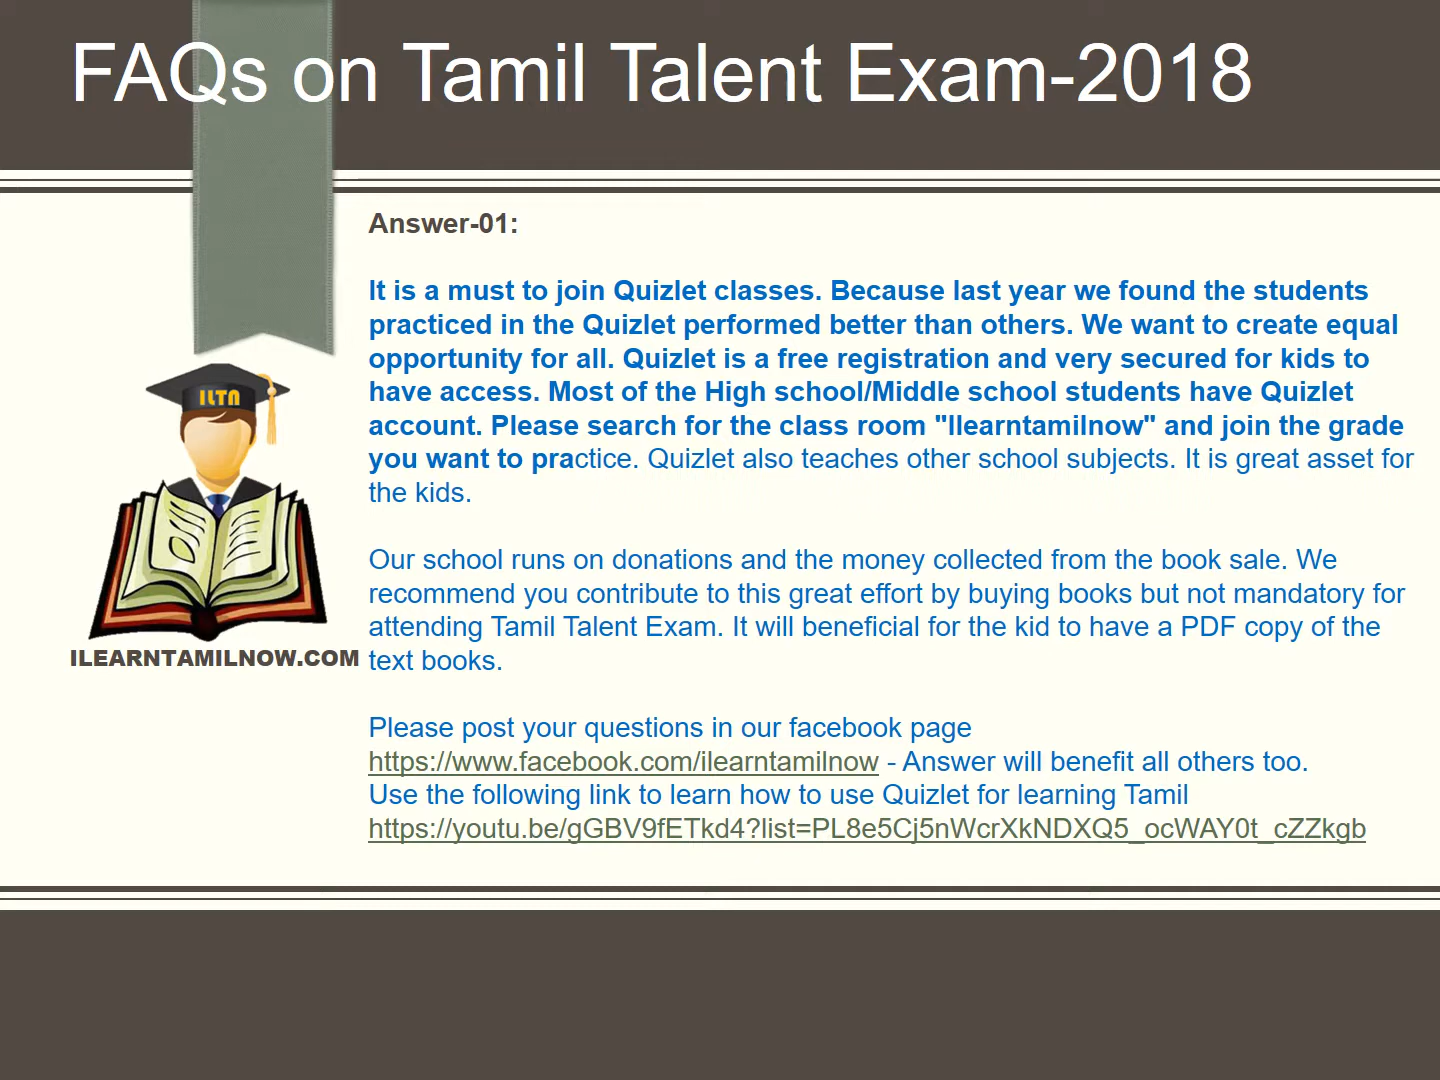 FAQs on Tamil Talent Exam-2018
Answer-01:
It is a must to join Quizlet classes. Because last year we found the students
practiced in the Quizlet performed better than others. We want to create equal
opportunity for all. Quizlet is a free registration and very secured for kids to
have access. Most of the High school/Middle school students have Quizlet
account. Please search for the class room "Ilearntamilnow" and join the grade
you want to practice. Quizlet also teaches other school subjects. It is great asset for
the kids.
Our school runs on donations and the money collected from the book sale. We
recommend you contribute to this great effort by buying books but not mandatory for
attending Tamil Talent Exam. It will beneficial for the kid to have a PDF copy of the
text books.
Please post your questions in our facebook page
https://www.facebook.com/ilearntamilnow - Answer will benefit all others too.
Use the following link to learn how to use Quizlet for learning Tamil
https://youtu.be/gGBV9fETkd4?list=PL8e5Cj5nWcrXkNDXQ5_ocWAY0t_cZZkgb
ILTN
ILEARNTAMILNOW.COM